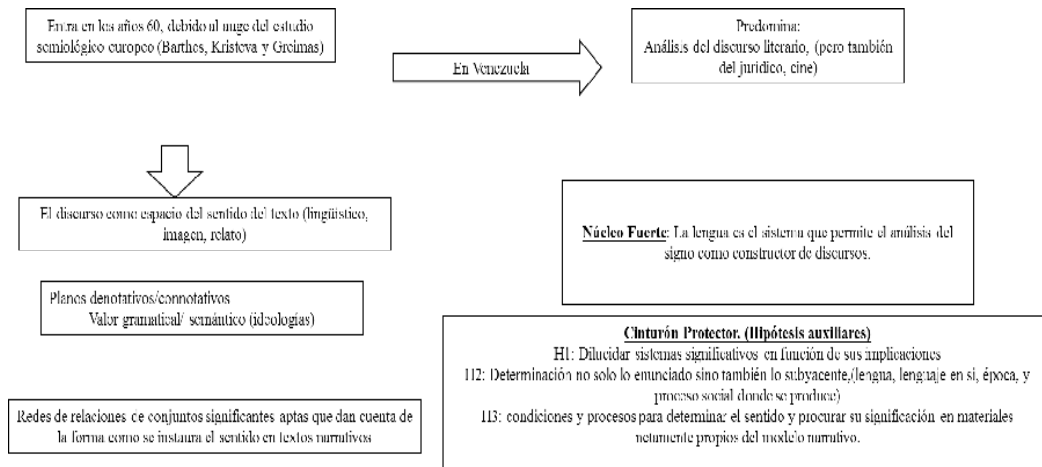 Entra en los años 60, debido al auge del estudio
semiológico europeo (Barthes, Kristeva y Greimas)
En Venezuela
Predomina:
Análisis del discurso literario, (pero también
del jurídico, cine)
El discurso como espacio del sentido del texto (lingüístico,
imagen, relato)
Planos denotativos/connotativos
Valor gramatical/ semántico (ideologías)
Redes de relaciones de conjuntos significantes aptas que dan cuenta de
la forma como se instaura el sentido en textos narrativos
Núcleo Fuerte: La lengua es el sistema que permite el análisis del
signo como constructor de discursos.
Cinturón Protector. (Hipótesis auxiliares)
H1: Dilucidar sistemas significativos en función de sus implicaciones
H2: Determinación no solo lo enunciado sino también lo subyacente,(lengua, lenguaje en si, época, y
proceso social donde se produce)
H3: condiciones y procesos para determinar el sentido y procurar su significación en materiales
netamente propios del modelo narrativo.